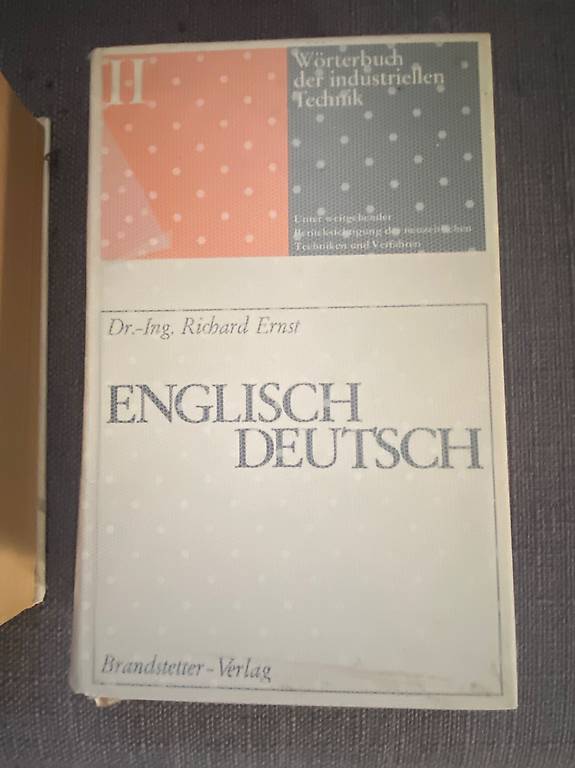 II
Wörterbuch
der industriellen
Technik
Unter weitgehender
Berücksichtigung der neuzeitlichen
Techniken und Verfahren
Dr.-Ing. Richard Ernst
ENGLISCH
DEUTSCH
Brandstetter-Verlag